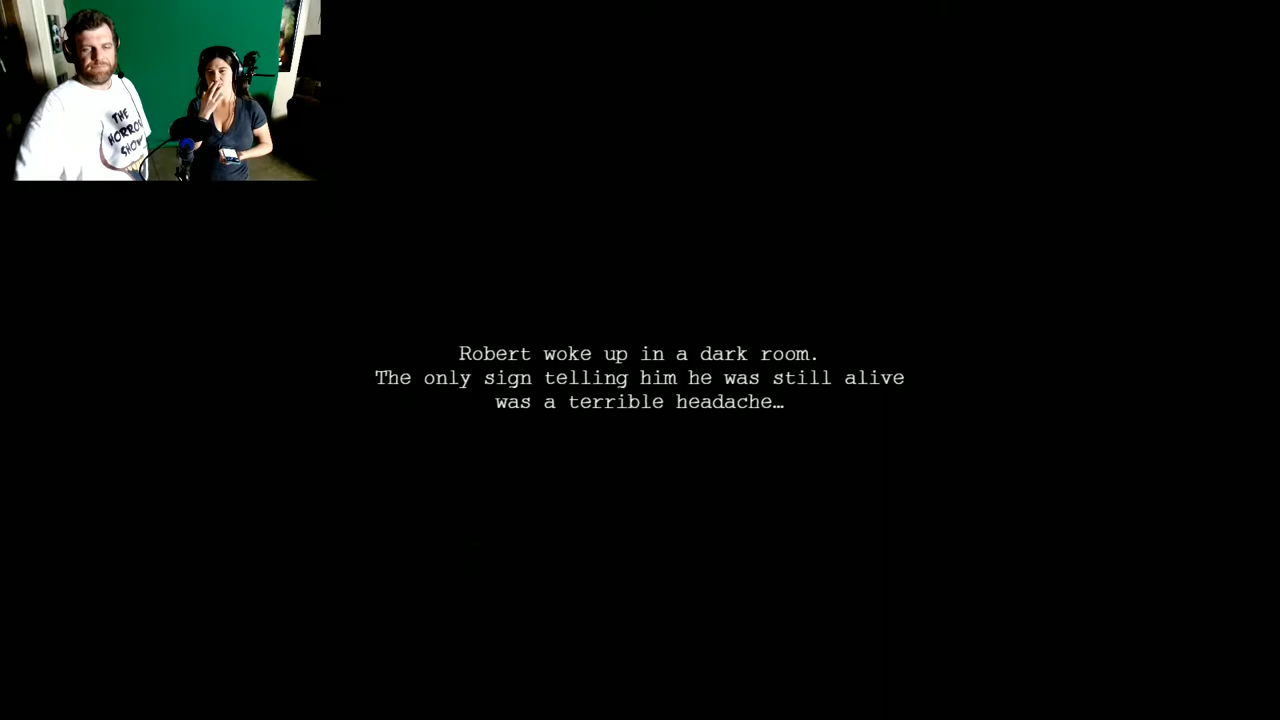 THE
HORROR
SHOW
Robert woke up in a dark room.
The only sign telling him he was still alive
was a terrible headache…